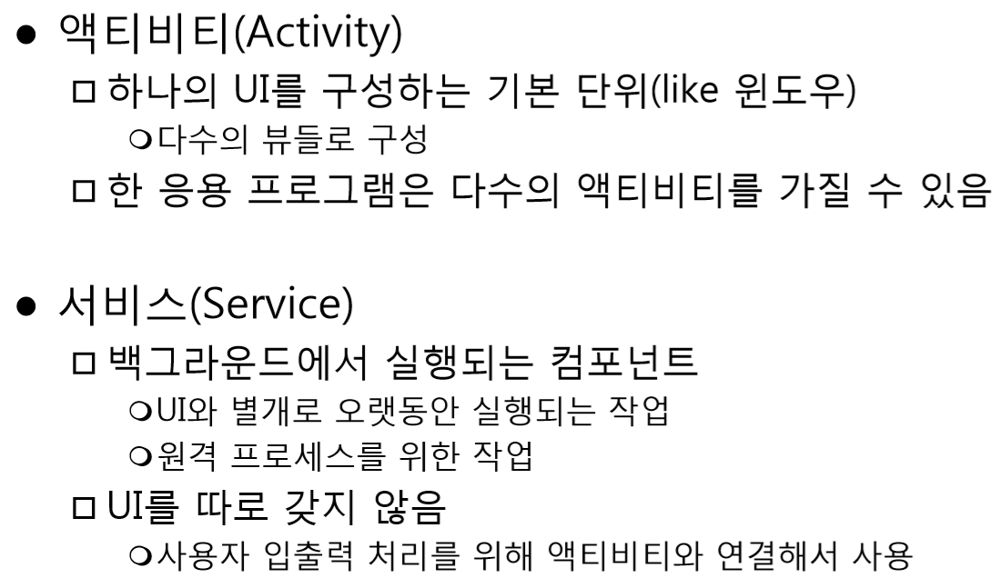 ● 액티비티(Activity)
□ 하나의 UI를 구성하는 기본 단위(like 윈도우)
○다수의 뷰들로 구성
□ 한 응용 프로그램은 다수의 액티비티를 가질 수 있음
● 서비스(Service)
□ 백그라운드에서 실행되는 컴포넌트
○UI와 별개로 오랫동안 실행되는 작업
○원격 프로세스를 위한 작업
□ UI를 따로 갖지 않음
○사용자 입출력 처리를 위해 액티비티와 연결해서 사용